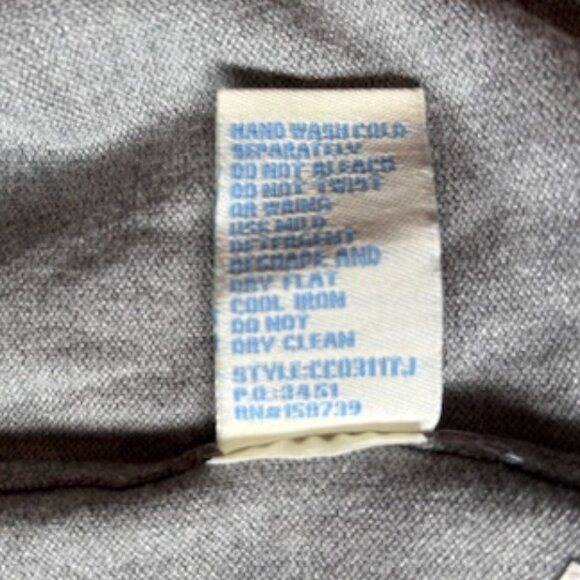 HAND WASH COLD
SEPARATELY
DO NOT BLEACH
DO NOT TWIST
OR WRING
USE MILD
DETERGENT
RESHAPE AND
DRY FLAT
COOL IRON
DO NOT
DRY CLEAN
STYLE:CC0311TJ
P.O.:3451
RN#158739